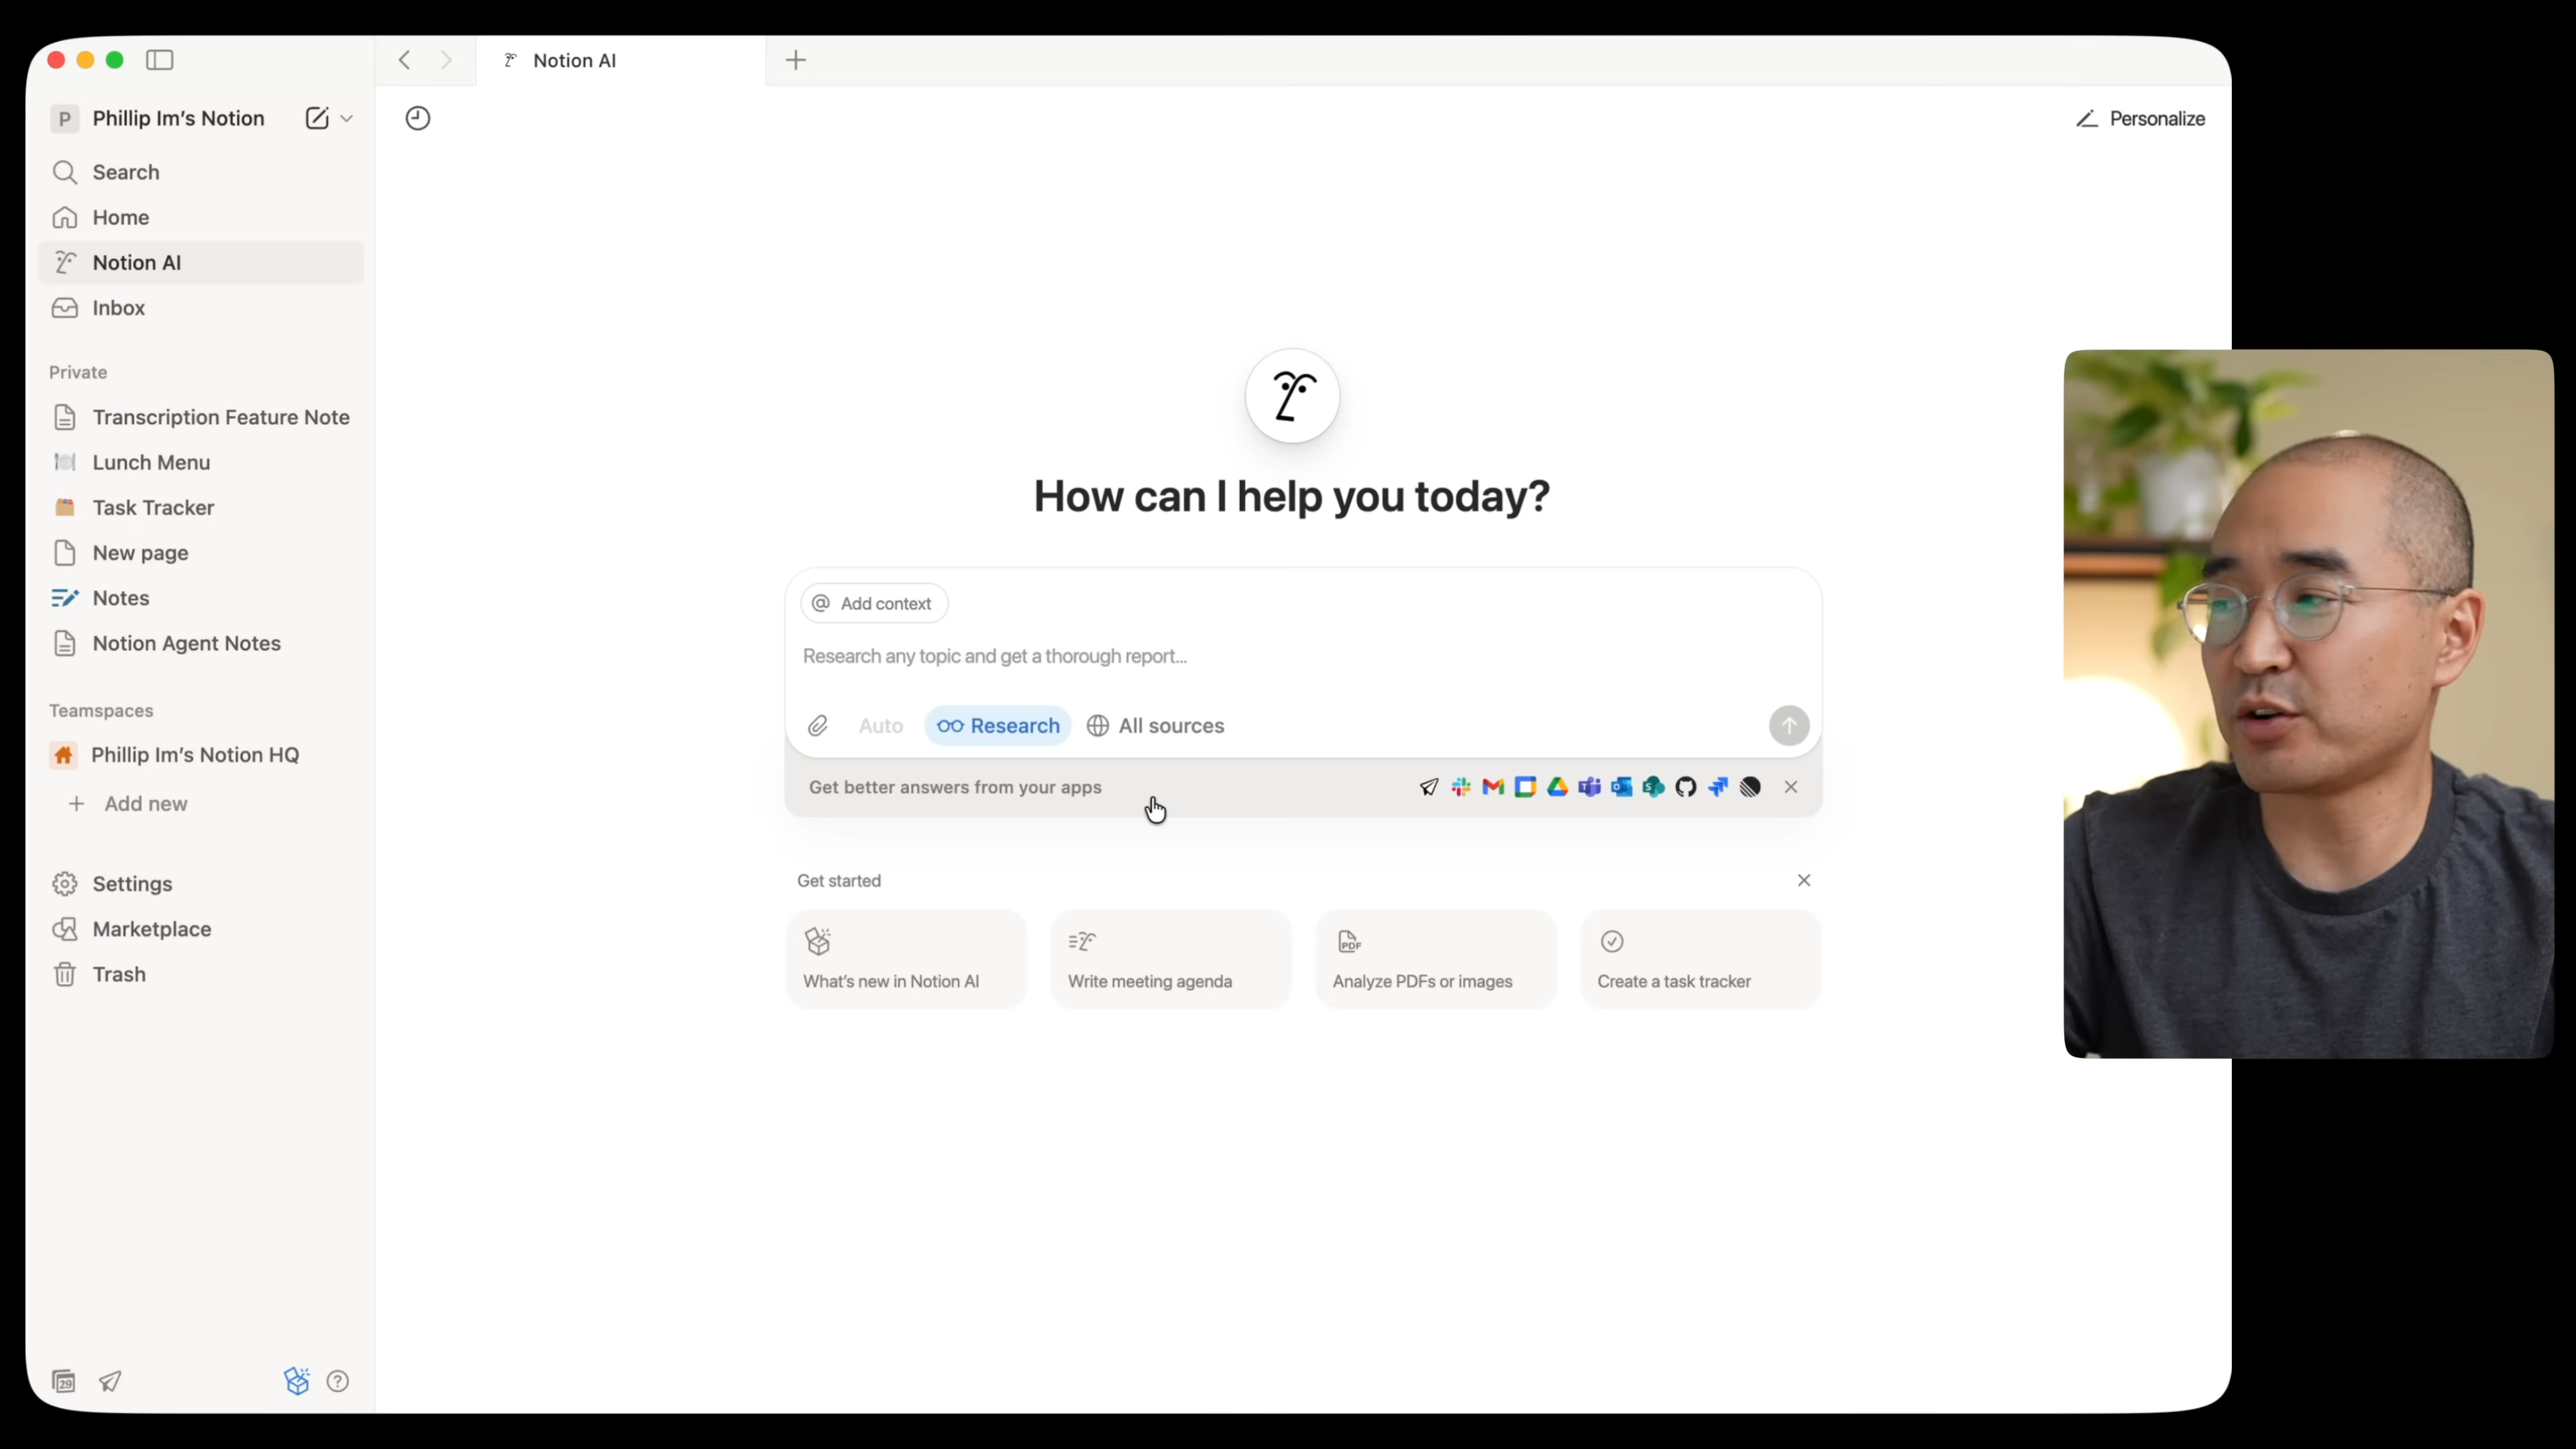 Notion AI
Phillip Im's Notion
Personalize
Search
Home
Notion AI
Inbox
Private
Transcription Feature Note
Lunch Menu
Task Tracker
New page
Notes
Notion Agent Notes
Teamspaces
Phillip Im's Notion HQ
Add new
Settings
Marketplace
Trash
29
How can I help you today?
@ Add context
Research any topic and get a thorough report...
Auto Research All sources
Get better answers from your apps
Get started
What's new in Notion AI
Write meeting agenda
PDF
Analyze PDFs or images
Create a task tracker